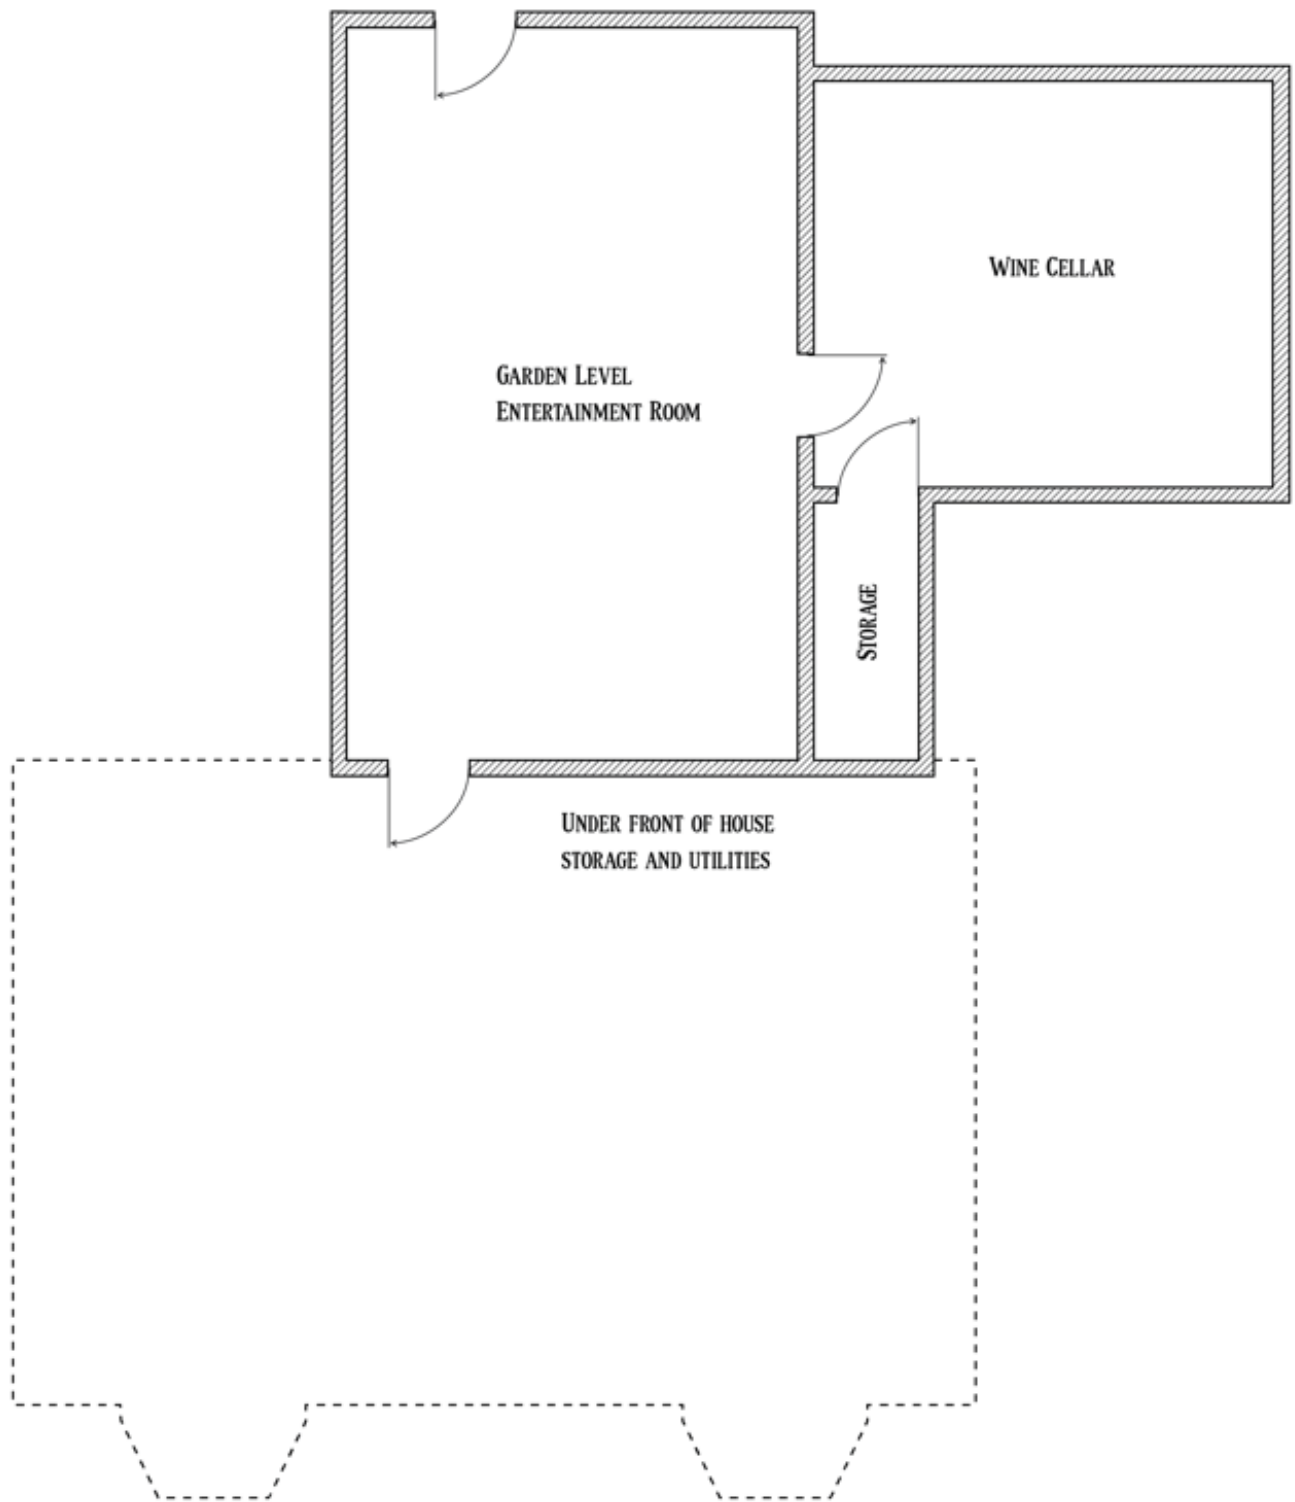 Wine Cellar
Garden Level
Entertainment Room
Storage
Under front of house
storage and utilities